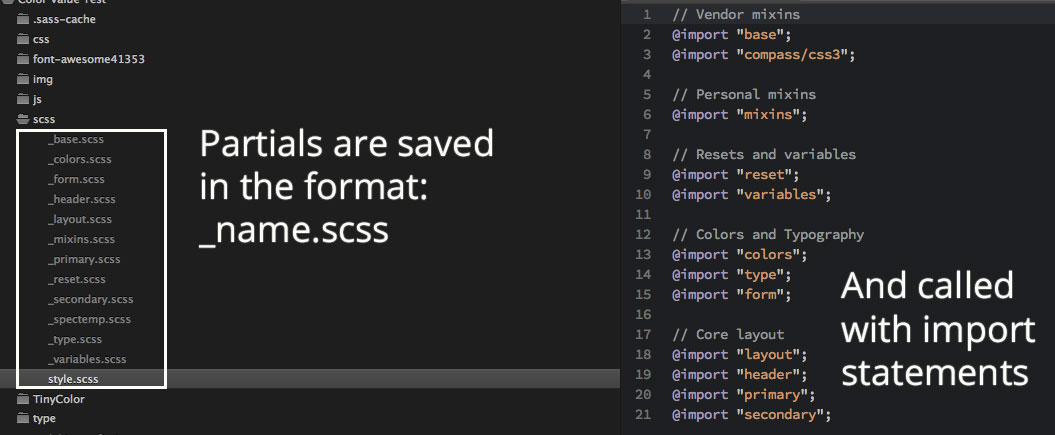 Color Value Test
.sass-cache
css
font-awesome41353
img
js
scss
_base.scss
_colors.scss
_form.scss
_header.scss
_layout.scss
_mixins.scss
_primary.scss
_reset.scss
_secondary.scss
_spectemp.scss
_type.scss
_variables.scss
style.scss
TinyColor
type
Partials are saved
in the format:
_name.scss
1 // Vendor mixins
2 @import "base";
3 @import "compass/css3";
4
5 // Personal mixins
6 @import "mixins";
7
8 // Resets and variables
9 @import "reset";
10 @import "variables";
11
12 // Colors and Typography
13 @import "colors";
14 @import "type";
15 @import "form";
16
17 // Core layout
18 @import "layout";
19 @import "header";
20 @import "primary";
21 @import "secondary";
And called
with import
statements